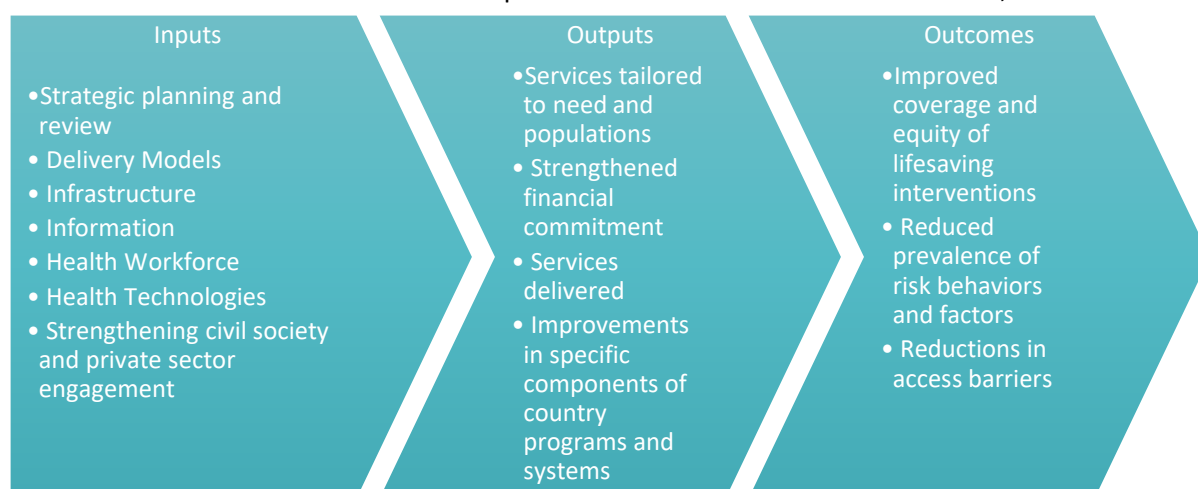 Inputs
•Strategic planning and
review
• Delivery Models
• Infrastructure
• Information
• Health Workforce
• Health Technologies
• Strengthening civil society
and private sector
engagement
Outputs
•Services tailored
to need and
populations
• Strengthened
financial
commitment
• Services
delivered
• Improvements
in specific
components of
country
programs and
systems
Outcomes
•Improved
coverage and
equity of
lifesaving
interventions
• Reduced
prevalence of
risk behaviors
and factors
• Reductions in
access barriers